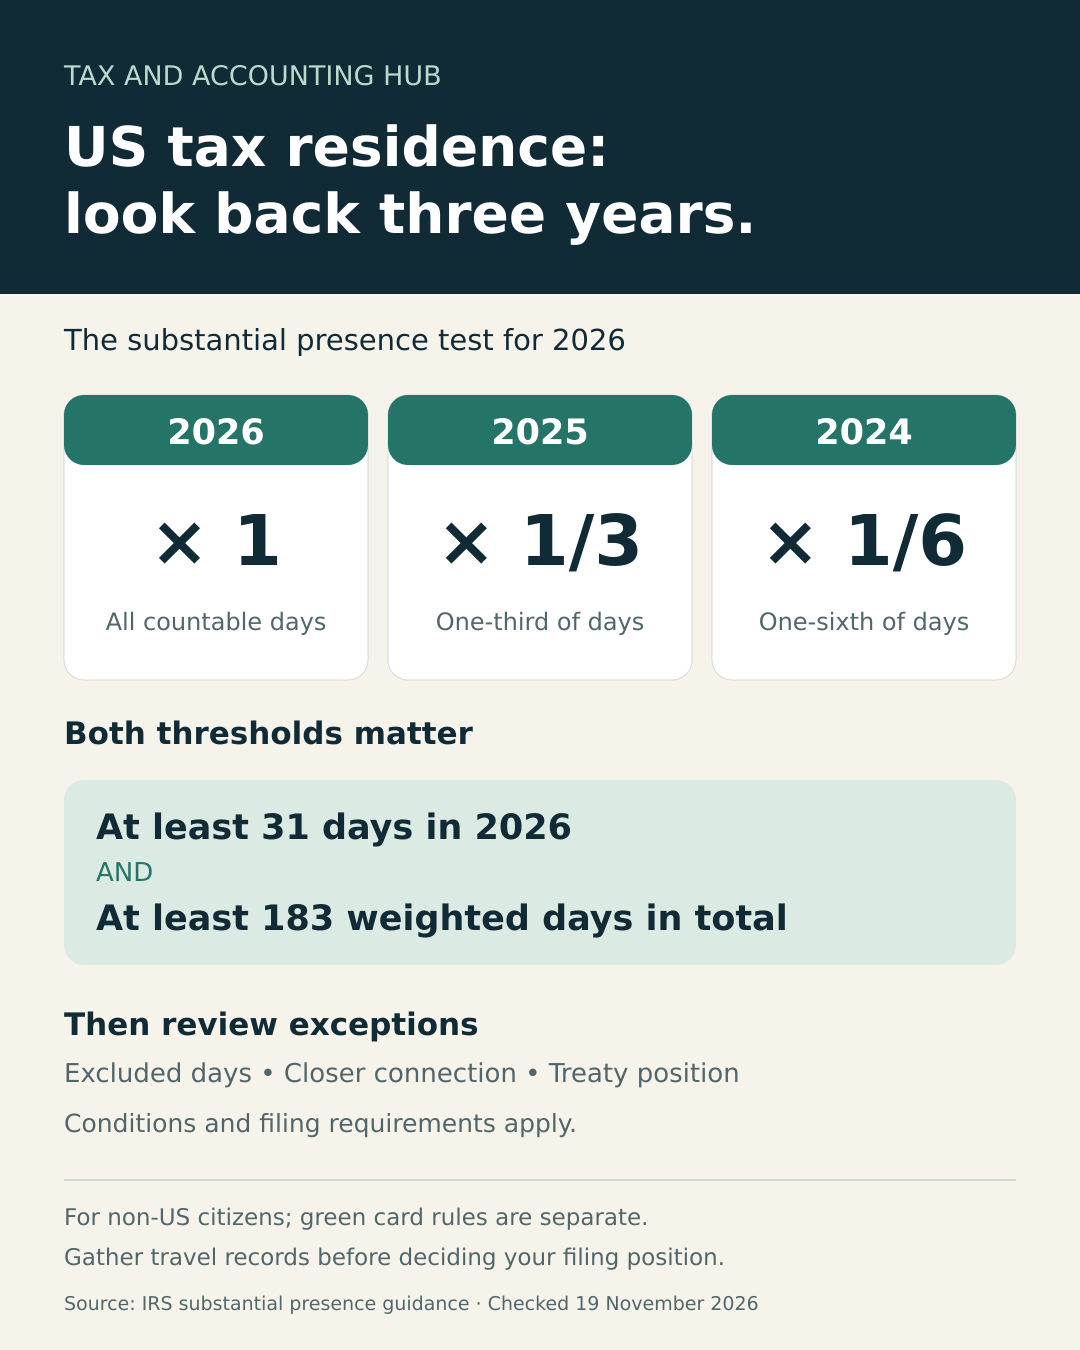 TAX AND ACCOUNTING HUB
US tax residence:
look back three years.
The substantial presence test for 2026
2026
× 1
All countable days
2025
× 1/3
One-third of days
2024
× 1/6
One-sixth of days
Both thresholds matter
At least 31 days in 2026
AND
At least 183 weighted days in total
Then review exceptions
Excluded days • Closer connection • Treaty position
Conditions and filing requirements apply.
For non-US citizens; green card rules are separate.
Gather travel records before deciding your filing position.
Source: IRS substantial presence guidance · Checked 19 November 2026